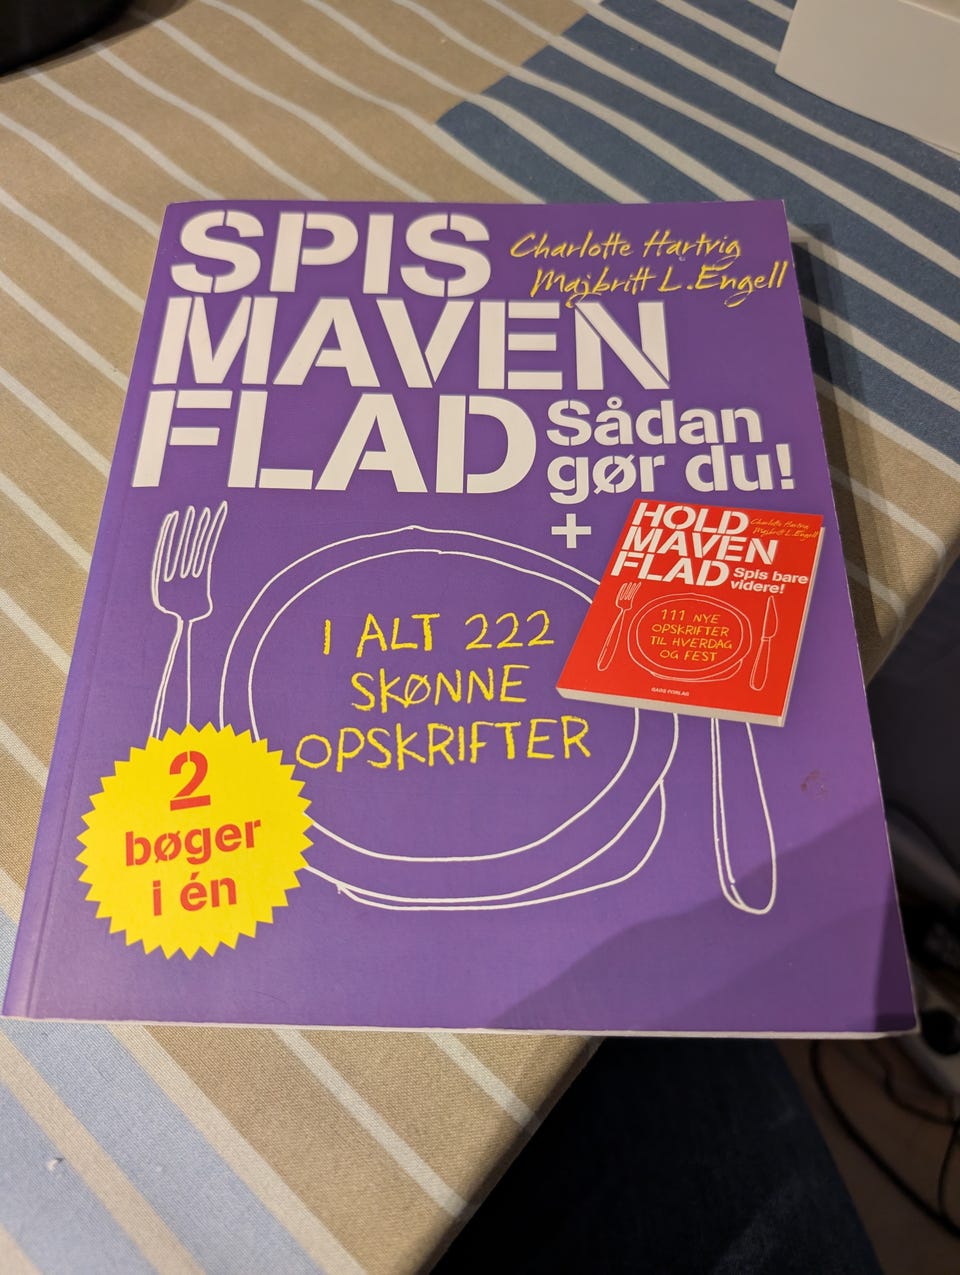 SPIS
MAVEN
FLAD
Charlotte Hartvig
Majbritt L. Engell
Sådan
gør du!
+
HOLD
MAVEN
FLAD
Charlotte Hartvig
Majbritt L. Engell
Spis bare
videre!
111 NYE
OPSKRIFTER
TIL HVERDAG
OG FEST
GADS FORLAG
I ALT 222
SKØNNE
OPSKRIFTER
2
bøger
i én